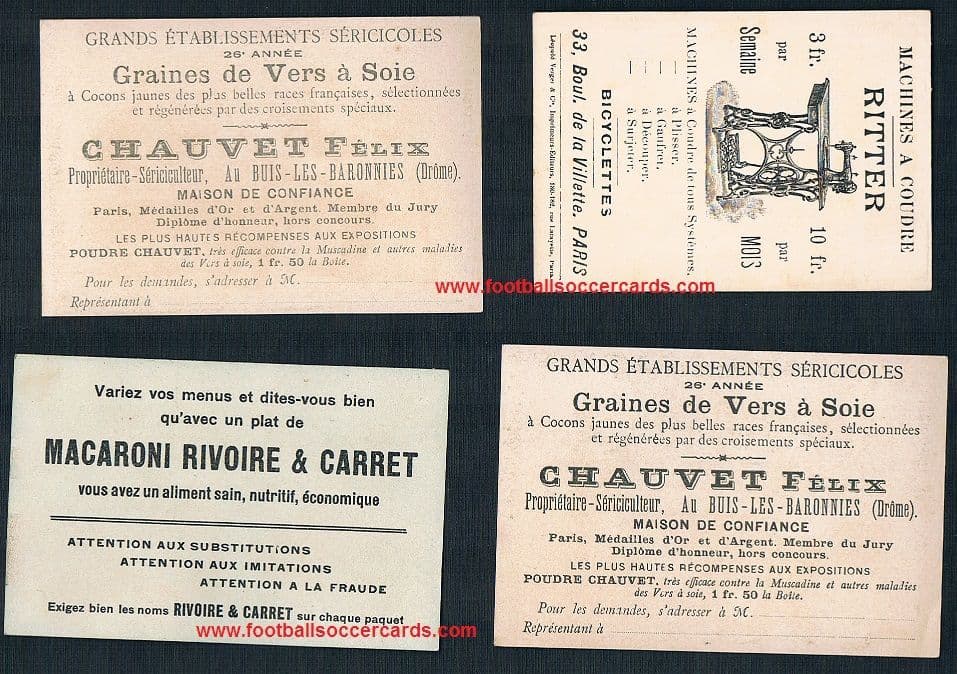 GRANDS ÉTABLISSEMENTS SÉRICICOLES
26e ANNÉE
Graines de Vers à Soie
à Cocons jaunes des plus belles races françaises, sélectionnées
et régénérées par des croisements spéciaux.
CHAUVET FÉLIX
Propriétaire-Sériciculteur, Au BUIS-LES-BARONNIES (Drôme).
MAISON DE CONFIANCE
Paris, Médailles d'Or et d'Argent. Membre du Jury
Diplôme d'honneur, hors concours.
LES PLUS HAUTES RÉCOMPENSES AUX EXPOSITIONS
POUDRE CHAUVET, très efficace contre la Muscadine et autres maladies
des Vers à soie, 1 fr. 50 la Boîte.
Pour les demandes, s'adresser à M.
Représentant à
MACHINES A COUDRE
RITTER
3 fr. par Semaine
10 fr. par MOIS
MACHINES à Coudre de tous Systèmes.
— à Plisser.
— à Gaufrer.
— à Découper.
— à Surjeter.
BICYCLETTES
33, Boul. de la Villette, PARIS
Léopold Verger & Cie, Imprimeurs-Editeurs, 180-182, rue Lafayette, Paris.
www.footballsoccercards.com
Variez vos menus et dites-vous bien
qu'avec un plat de
MACARONI RIVOIRE & CARRET
vous avez un aliment sain, nutritif, économique
ATTENTION AUX SUBSTITUTIONS
ATTENTION AUX IMITATIONS
ATTENTION A LA FRAUDE
Exigez bien les noms RIVOIRE & CARRET sur chaque paquet
www.footballsoccercards.com
GRANDS ÉTABLISSEMENTS SÉRICICOLES
26e ANNÉE
Graines de Vers à Soie
à Cocons jaunes des plus belles races françaises, sélectionnées
et régénérées par des croisements spéciaux.
CHAUVET FÉLIX
Propriétaire-Sériciculteur, Au BUIS-LES-BARONNIES (Drôme).
MAISON DE CONFIANCE
Paris, Médailles d'Or et d'Argent. Membre du Jury
Diplôme d'honneur, hors concours.
LES PLUS HAUTES RÉCOMPENSES AUX EXPOSITIONS
POUDRE CHAUVET, très efficace contre la Muscadine et autres maladies
des Vers à soie, 1 fr. 50 la Boîte.
Pour les demandes, s'adresser à M.
Représentant à